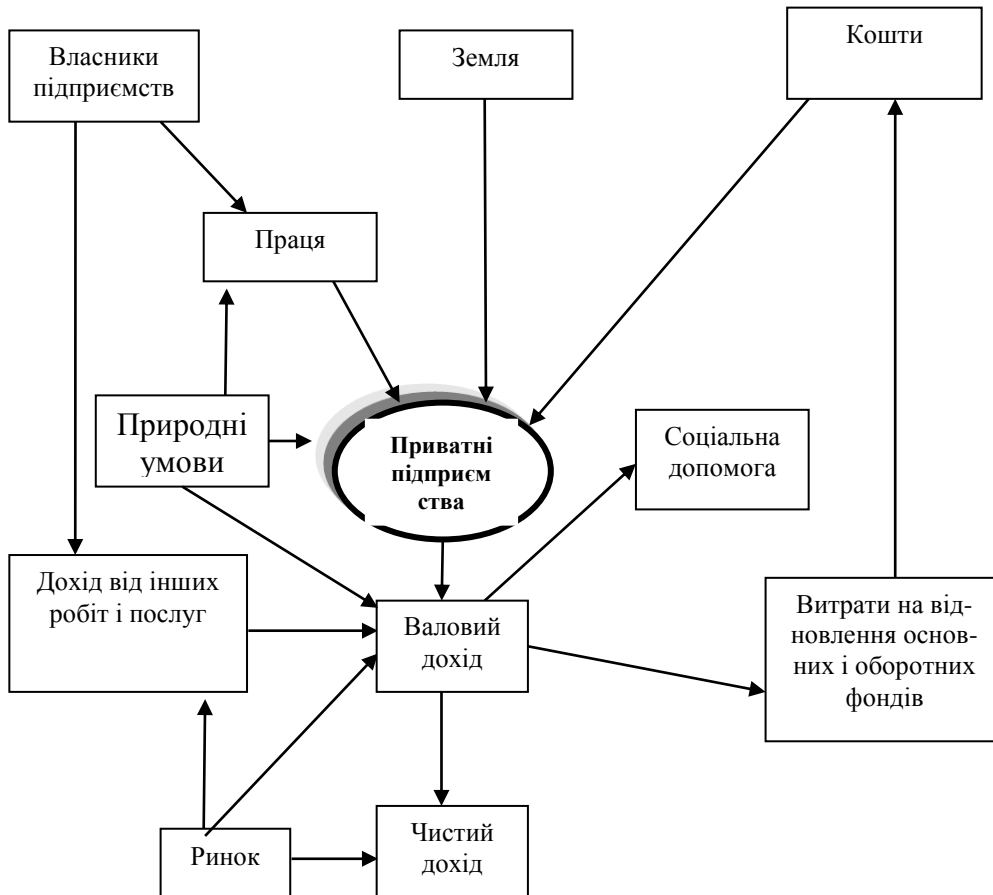 Власники
підприємств
Земля
Кошти
Праця
Природні
умови
Приватні
підприєм
ства
Соціальна
допомога
Дохід від інших
робіт і послуг
Валовий
дохід
Витрати на від-
новлення основ-
них і оборотних
фондів
Ринок
Чистий
дохід